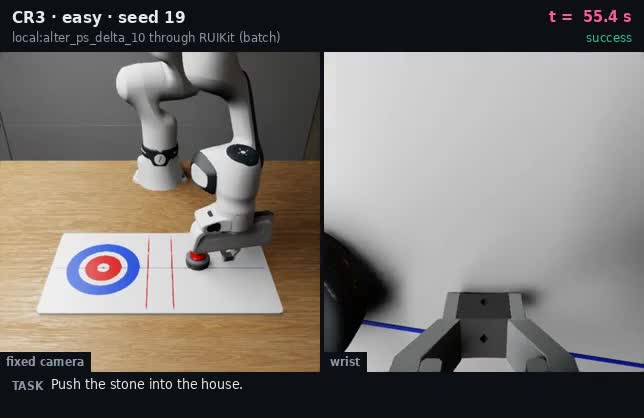 CR3 · easy · seed 19
t = 55.4 s
local:alter_ps_delta_10 through RUIKit (batch)
success
fixed camera
wrist
TASK Push the stone into the house.